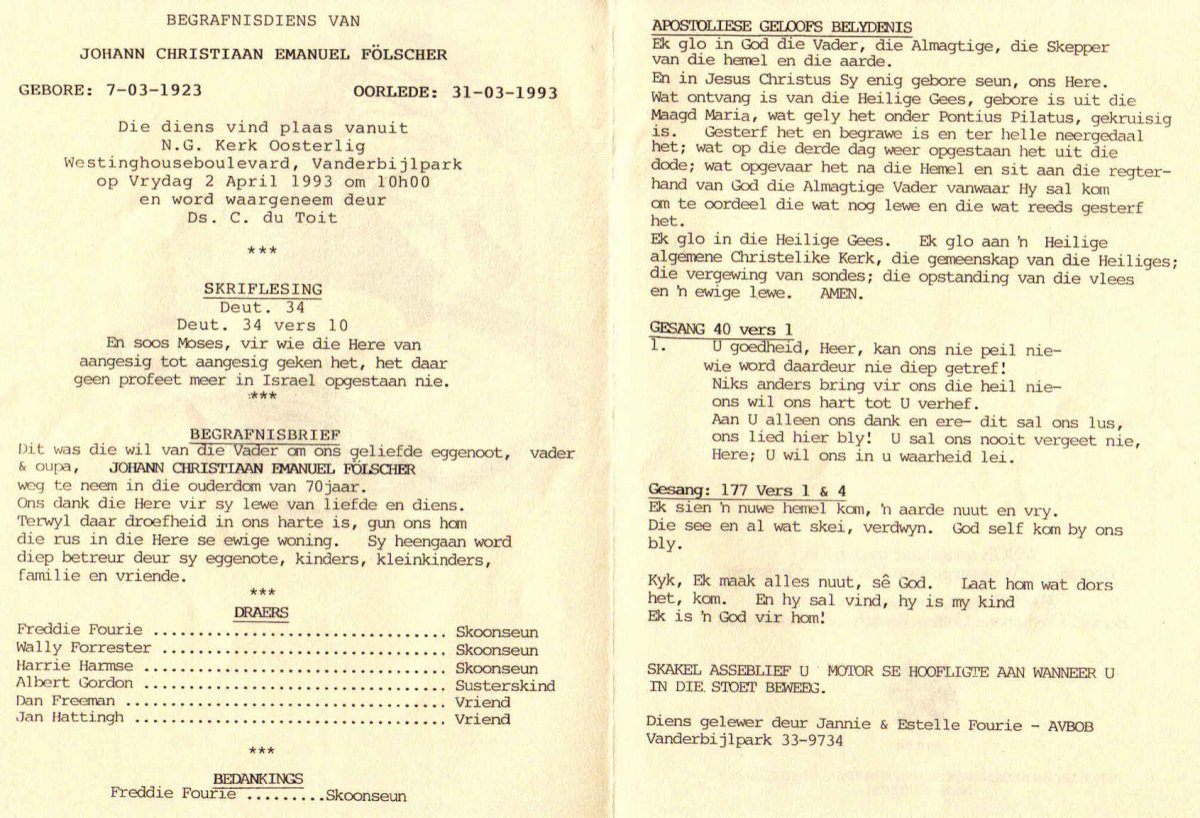 BEGRAFNISDIENS VAN
JOHANN CHRISTIAAN EMANUEL FÖLSCHER
GEBORE: 7-03-1923 OORLEDE: 31-03-1993
Die diens vind plaas vanuit
N.G. Kerk Oosterlig
Westinghouseboulevard, Vanderbijlpark
op Vrydag 2 April 1993 om 10h00
en word waargeneem deur
Ds. C. du Toit
***
SKRIFLESING
Deut. 34
Deut. 34 vers 10
En soos Moses, vir wie die Here van
aangesig tot aangesig geken het, het daar
geen profeet meer in Israel opgestaan nie.
***
BEGRAFNISBRIEF
Dit was die wil van die Vader om ons geliefde eggenoot, vader
& oupa, JOHANN CHRISTIAAN EMANUEL FÖLSCHER
weg te neem in die ouderdom van 70jaar.
Ons dank die Here vir sy lewe van liefde en diens.
Terwyl daar droefheid in ons harte is, gun ons hom
die rus in die Here se ewige woning. Sy heengaan word
diep betreur deur sy eggenote, kinders, kleinkinders,
familie en vriende.
***
DRAERS
Freddie Fourie ................................ Skoonseun
Wally Forrester ............................... Skoonseun
Harrie Harmse ................................. Skoonseun
Albert Gordon ................................. Susterskind
Dan Freeman ................................... Vriend
Jan Hattingh .................................. Vriend
***
BEDANKINGS
Freddie Fourie .........Skoonseun
APOSTOLIESE GELOOFS BELYDENIS
Ek glo in God die Vader, die Almagtige, die Skepper
van die hemel en die aarde.
En in Jesus Christus Sy enig gebore seun, ons Here.
Wat ontvang is van die Heilige Gees, gebore is uit die
Maagd Maria, wat gely het onder Pontius Pilatus, gekruisig
is. Gesterf het en begrawe is en ter helle neergedaal
het; wat op die derde dag weer opgestaan het uit die
dode; wat opgevaar het na die Hemel en sit aan die regter-
hand van God die Almagtige Vader vanwaar Hy sal kom
om te oordeel die wat nog lewe en die wat reeds gesterf
het.
Ek glo in die Heilige Gees. Ek glo aan 'n Heilige
algemene Christelike Kerk, die gemeenskap van die Heiliges;
die vergewing van sondes; die opstanding van die vlees
en 'n ewige lewe. AMEN.
GESANG 40 vers 1
1. U goedheid, Heer, kan ons nie peil nie-
wie word daardeur nie diep getref!
Niks anders bring vir ons die heil nie-
ons wil ons hart tot U verhef.
Aan U alleen ons dank en ere- dit sal ons lus,
ons lied hier bly! U sal ons nooit vergeet nie,
Here; U wil ons in u waarheid lei.
Gesang: 177 Vers 1 & 4
Ek sien 'n nuwe hemel kom, 'n aarde nuut en vry.
Die see en al wat skei, verdwyn. God self kom by ons
bly.
Kyk, Ek maak alles nuut, sê God. Laat hom wat dors
het, kom. En hy sal vind, hy is my kind
Ek is 'n God vir hom!
SKAKEL ASSEBLIEF U MOTOR SE HOOFLIGTE AAN WANNEER U
IN DIE STOET BEWEEG.
Diens gelewer deur Jannie & Estelle Fourie - AVBOB
Vanderbijlpark 33-9734